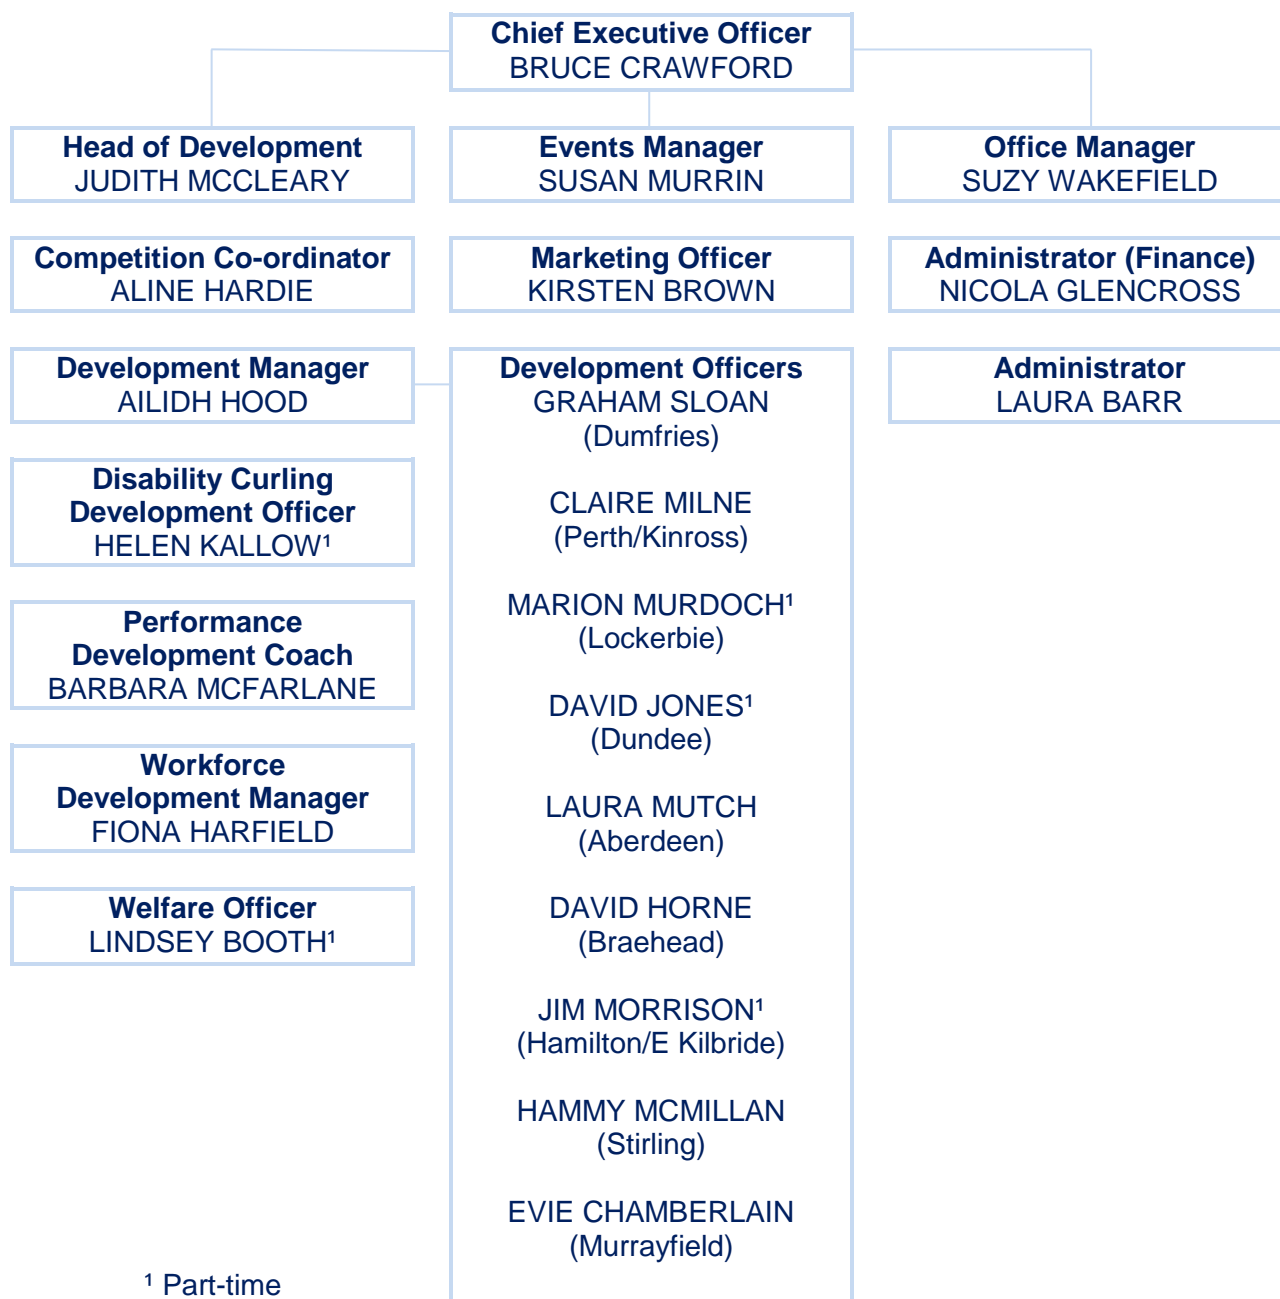 Chief Executive Officer
BRUCE CRAWFORD
Head of Development
JUDITH MCCLEARY
Events Manager
SUSAN MURRIN
Office Manager
SUZY WAKEFIELD
Competition Co-ordinator
ALINE HARDIE
Marketing Officer
KIRSTEN BROWN
Administrator (Finance)
NICOLA GLENCROSS
Development Manager
AILIDH HOOD
Development Officers
GRAHAM SLOAN
(Dumfries)
CLAIRE MILNE
(Perth/Kinross)
MARION MURDOCH¹
(Lockerbie)
DAVID JONES¹
(Dundee)
LAURA MUTCH
(Aberdeen)
DAVID HORNE
(Braehead)
JIM MORRISON¹
(Hamilton/E Kilbride)
HAMMY MCMILLAN
(Stirling)
EVIE CHAMBERLAIN
(Murrayfield)
Administrator
LAURA BARR
Disability Curling
Development Officer
HELEN KALLOW¹
Performance
Development Coach
BARBARA MCFARLANE
Workforce
Development Manager
FIONA HARFIELD
Welfare Officer
LINDSEY BOOTH¹
¹ Part-time